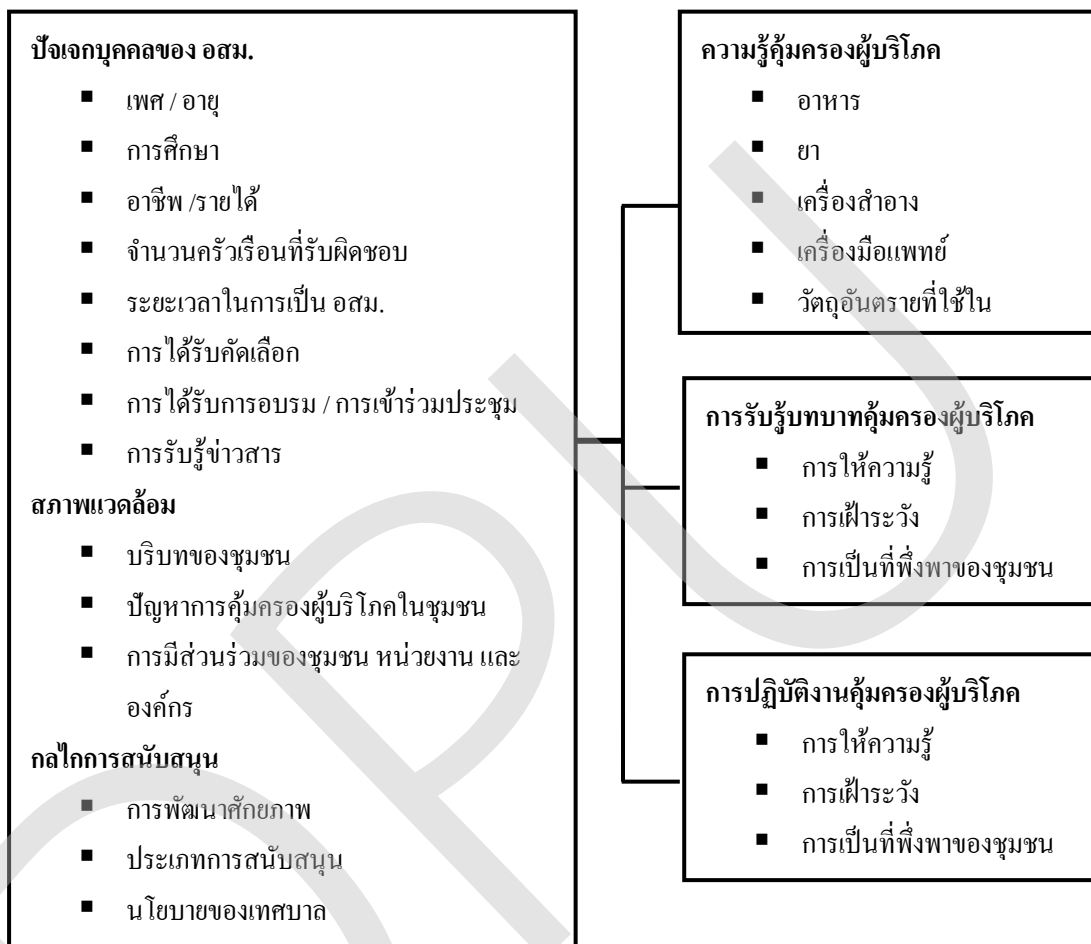 ปัจเจกบุคคลของ อสม.
▪ เพศ / อายุ
▪ การศึกษา
▪ อาชีพ /รายได้
▪ จำนวนครัวเรือนที่รับผิดชอบ
▪ ระยะเวลาในการเป็น อสม.
▪ การได้รับคัดเลือก
▪ การได้รับการอบรม / การเข้าร่วมประชุม
▪ การรับรู้ข่าวสาร
สภาพแวดล้อม
▪ บริบทของชุมชน
▪ ปัญหาการคุ้มครองผู้บริโภคในชุมชน
▪ การมีส่วนร่วมของชุมชน หน่วยงาน และ
องค์กร
กลไกการสนับสนุน
▪ การพัฒนาศักยภาพ
▪ ประเภทการสนับสนุน
▪ นโยบายของเทศบาล
ความรู้คุ้มครองผู้บริโภค
▪ อาหาร
▪ ยา
▪ เครื่องสำอาง
▪ เครื่องมือแพทย์
▪ วัตถุอันตรายที่ใช้ใน
การรับรู้บทบาทคุ้มครองผู้บริโภค
▪ การให้ความรู้
▪ การเฝ้าระวัง
▪ การเป็นที่พึ่งพาของชุมชน
การปฏิบัติงานคุ้มครองผู้บริโภค
▪ การให้ความรู้
▪ การเฝ้าระวัง
▪ การเป็นที่พึ่งพาของชุมชน
DPU